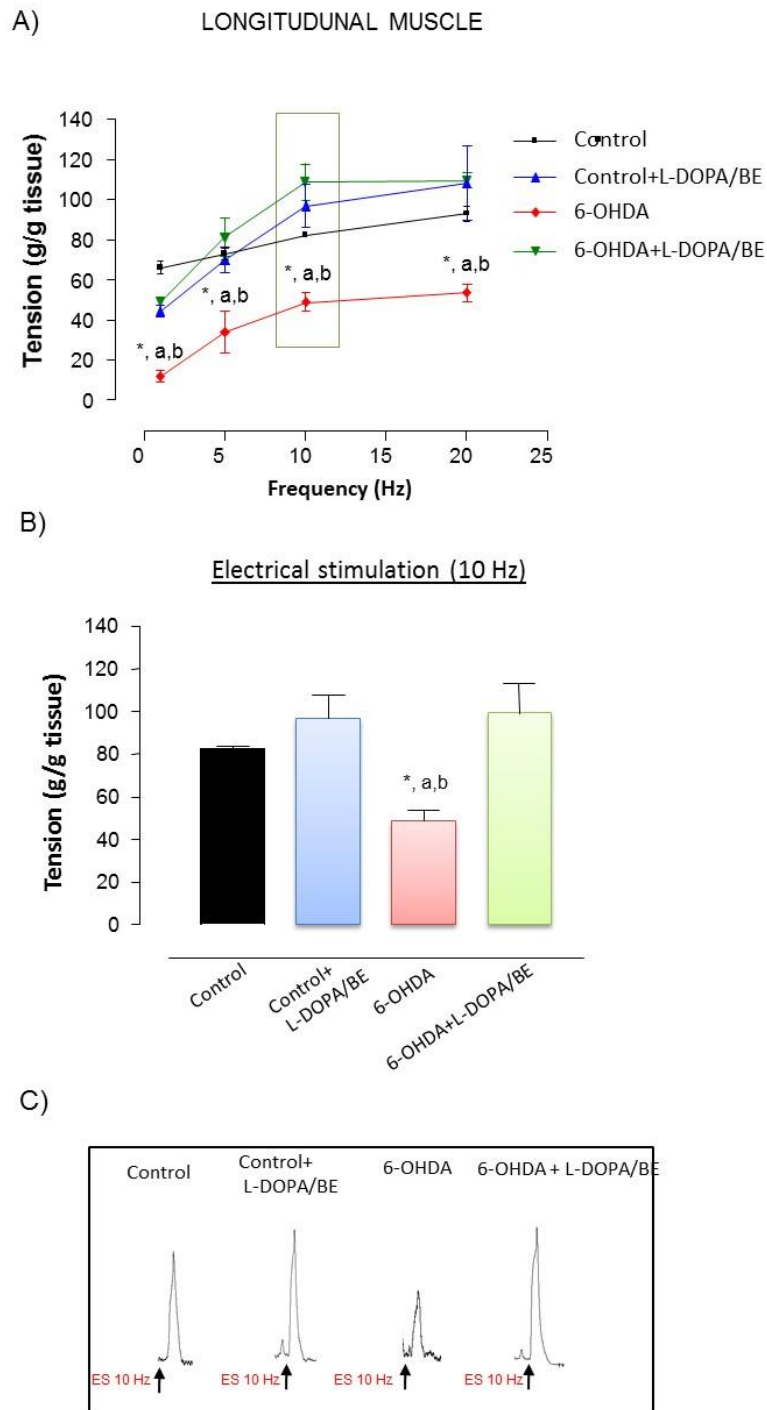 A)
LONGITUDUNAL MUSCLE
140
120
100
80
60
40
20
0
Tension (g/g tissue)
*, a,b
*, a,b
*, a,b
*, a,b
Control
Control+L-DOPA/BE
6-OHDA
6-OHDA+L-DOPA/BE
0 5 10 15 20 25
Frequency (Hz)
B)
Electrical stimulation (10 Hz)
140
120
100
80
60
40
20
0
Tension (g/g tissue)
*, a,b
Control
Control+
L-DOPA/BE
6-OHDA
6-OHDA+L-DOPA/BE
C)
Control
Control+
L-DOPA/BE
6-OHDA
6-OHDA + L-DOPA/BE
ES 10 Hz
ES 10 Hz
ES 10 Hz
ES 10 Hz